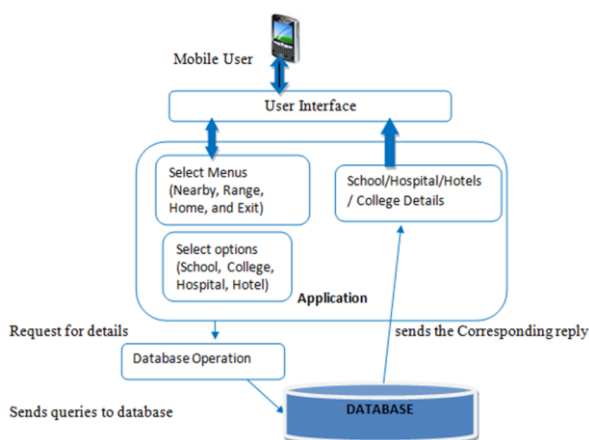 Mobile User
User Interface
Select Menus
(Nearby, Range,
Home, and Exit)
School/Hospital/Hotels
/ College Details
Select options
(School, College,
Hospital, Hotel)
Application
Request for details
sends the Corresponding reply
Database Operation
Sends queries to database
DATABASE